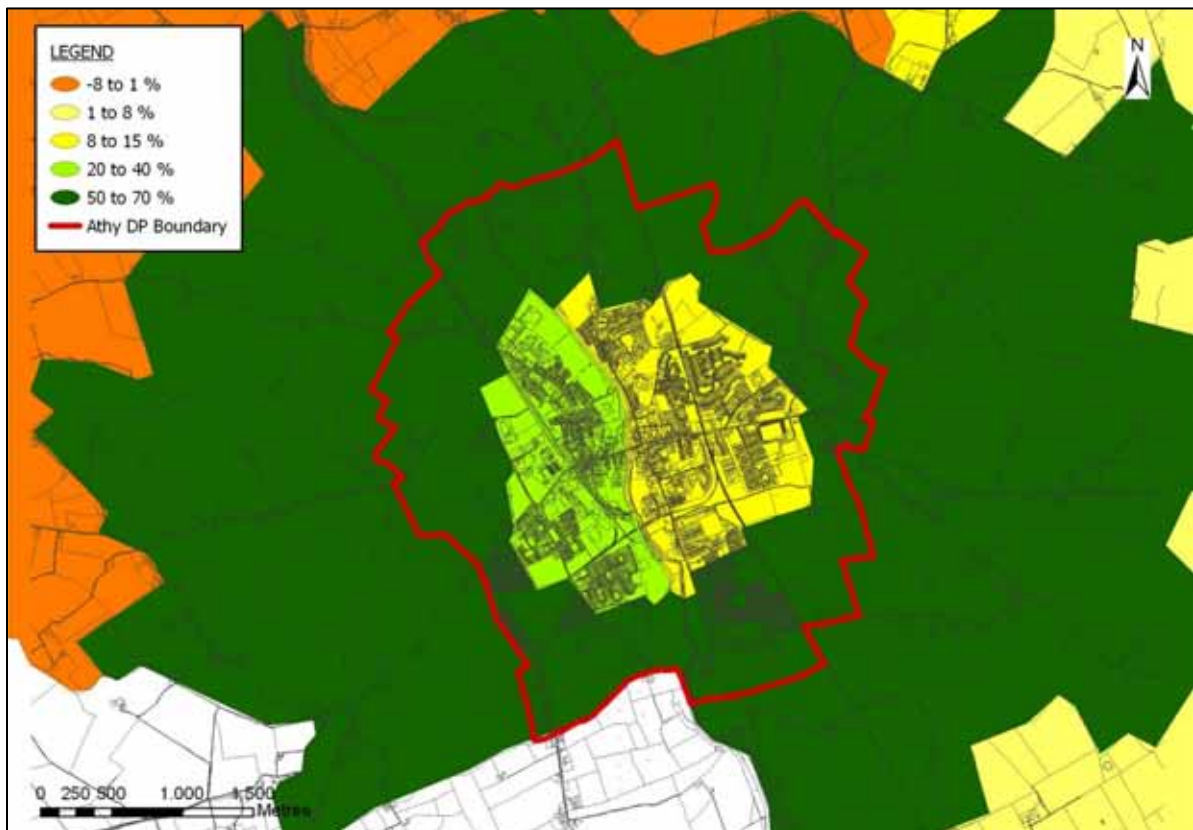 LEGEND
-8 to 1 %
1 to 8 %
8 to 15 %
20 to 40 %
50 to 70 %
Athy DP Boundary
N
0 250 500 1.000 1.500
Metres